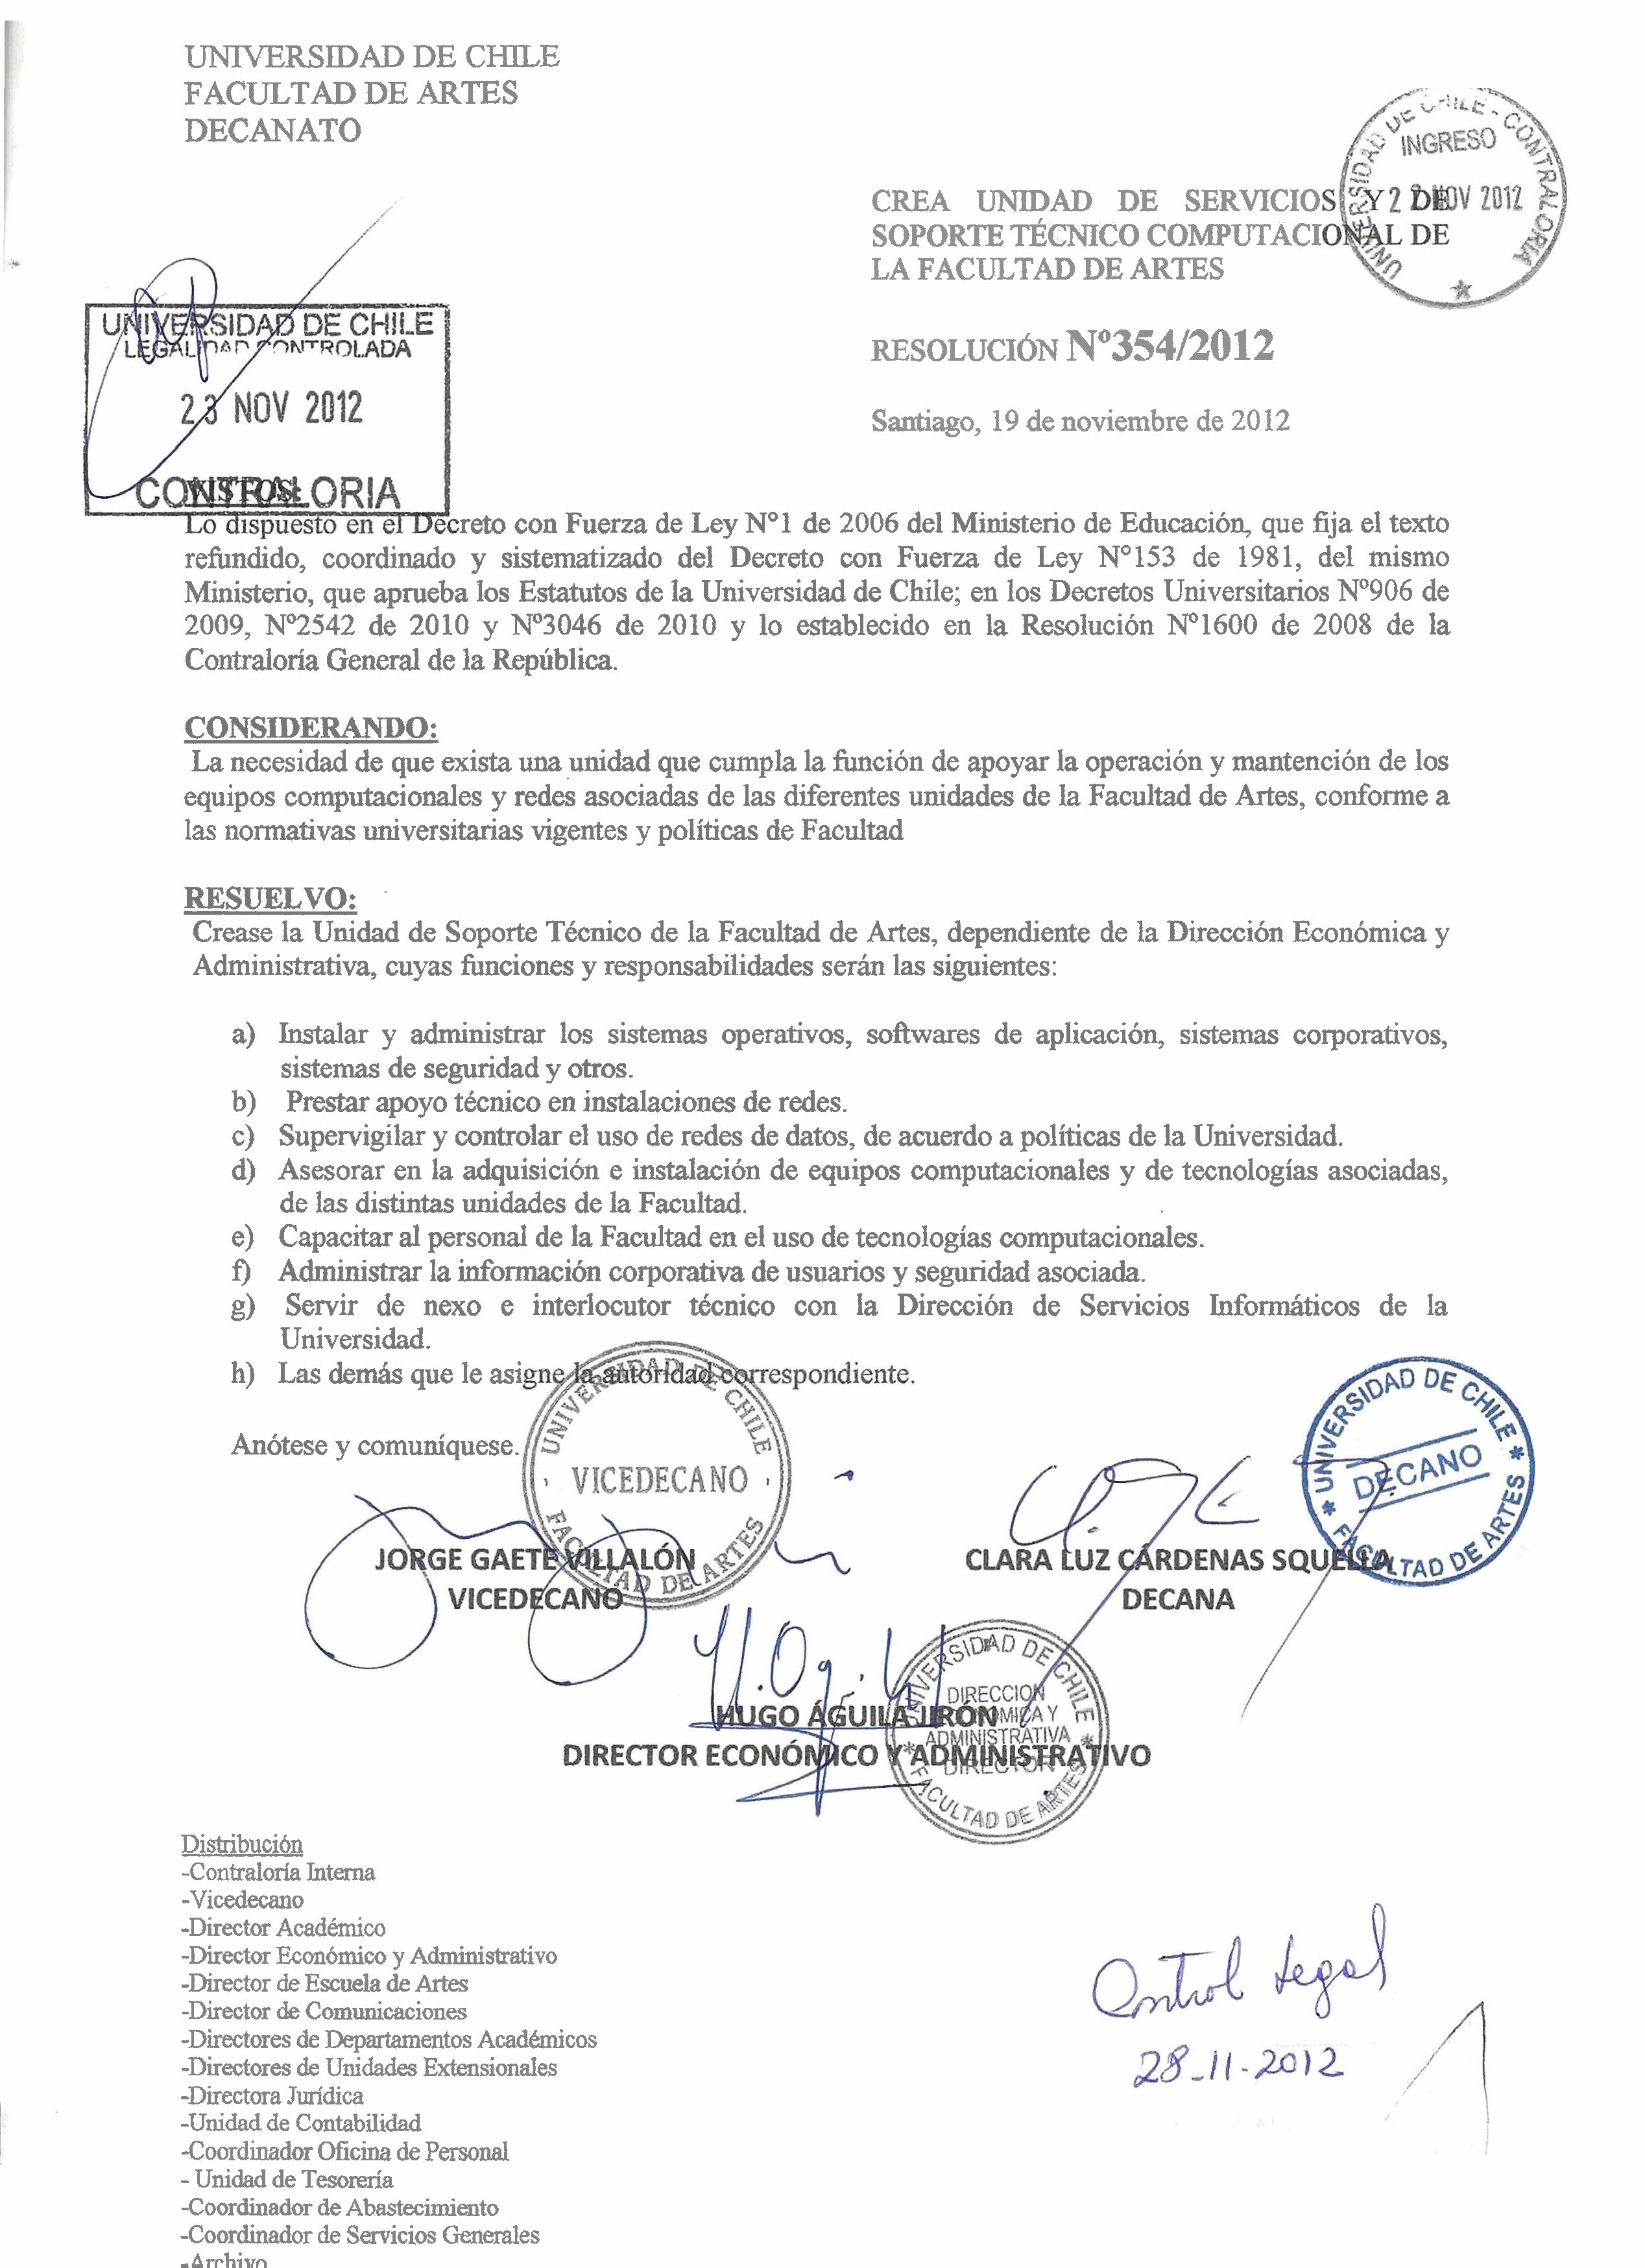 UNIVERSIDAD DE CHILE
FACULTAD DE ARTES
DECANATO
UNIVERSIDAD DE CHILE - CONTRALORIA
INGRESO
NOV 2012
CREA UNIDAD DE SERVICIOS Y DE
SOPORTE TÉCNICO COMPUTACIONAL DE
LA FACULTAD DE ARTES
RESOLUCIÓN Nº354/2012
Santiago, 19 de noviembre de 2012
UNIVERSIDAD DE CHILE
LEGALIDAD CONTROLADA
23 NOV 2012
CONTRALORIA
VISTOS:
Lo dispuesto en el Decreto con Fuerza de Ley Nº1 de 2006 del Ministerio de Educación, que fija el texto
refundido, coordinado y sistematizado del Decreto con Fuerza de Ley Nº153 de 1981, del mismo
Ministerio, que aprueba los Estatutos de la Universidad de Chile; en los Decretos Universitarios Nº906 de
2009, Nº2542 de 2010 y Nº3046 de 2010 y lo establecido en la Resolución Nº1600 de 2008 de la
Contraloría General de la República.
CONSIDERANDO:
La necesidad de que exista una unidad que cumpla la función de apoyar la operación y mantención de los
equipos computacionales y redes asociadas de las diferentes unidades de la Facultad de Artes, conforme a
las normativas universitarias vigentes y políticas de Facultad
RESUELVO:
Crease la Unidad de Soporte Técnico de la Facultad de Artes, dependiente de la Dirección Económica y
Administrativa, cuyas funciones y responsabilidades serán las siguientes:
a) Instalar y administrar los sistemas operativos, softwares de aplicación, sistemas corporativos,
sistemas de seguridad y otros.
b) Prestar apoyo técnico en instalaciones de redes.
c) Supervigilar y controlar el uso de redes de datos, de acuerdo a políticas de la Universidad.
d) Asesorar en la adquisición e instalación de equipos computacionales y de tecnologías asociadas,
de las distintas unidades de la Facultad.
e) Capacitar al personal de la Facultad en el uso de tecnologías computacionales.
f) Administrar la información corporativa de usuarios y seguridad asociada.
g) Servir de nexo e interlocutor técnico con la Dirección de Servicios Informáticos de la
Universidad.
h) Las demás que le asigne la autoridad correspondiente.
Anótese y comuníquese.
UNIVERSIDAD DE CHILE
VICEDECANO
FACULTAD DE ARTES
UNIVERSIDAD DE CHILE
DECANO
FACULTAD DE ARTES
JORGE GAETE VILLALÓN
VICEDECANO
CLARA LUZ CÁRDENAS SQUELLA
DECANA
UNIVERSIDAD DE CHILE
DIRECCION
ECONOMICA Y
ADMINISTRATIVA
DIRECTOR
FACULTAD DE ARTES
HUGO ÁGUILA JIRÓN
DIRECTOR ECONÓMICO Y ADMINISTRATIVO
Distribución
-Contraloría Interna
-Vicedecano
-Director Académico
-Director Económico y Administrativo
-Director de Escuela de Artes
-Director de Comunicaciones
-Directores de Departamentos Académicos
-Directores de Unidades Extensionales
-Directora Jurídica
-Unidad de Contabilidad
-Coordinador Oficina de Personal
- Unidad de Tesorería
-Coordinador de Abastecimiento
-Coordinador de Servicios Generales
-Archivo
Control Legal
28-11-2012